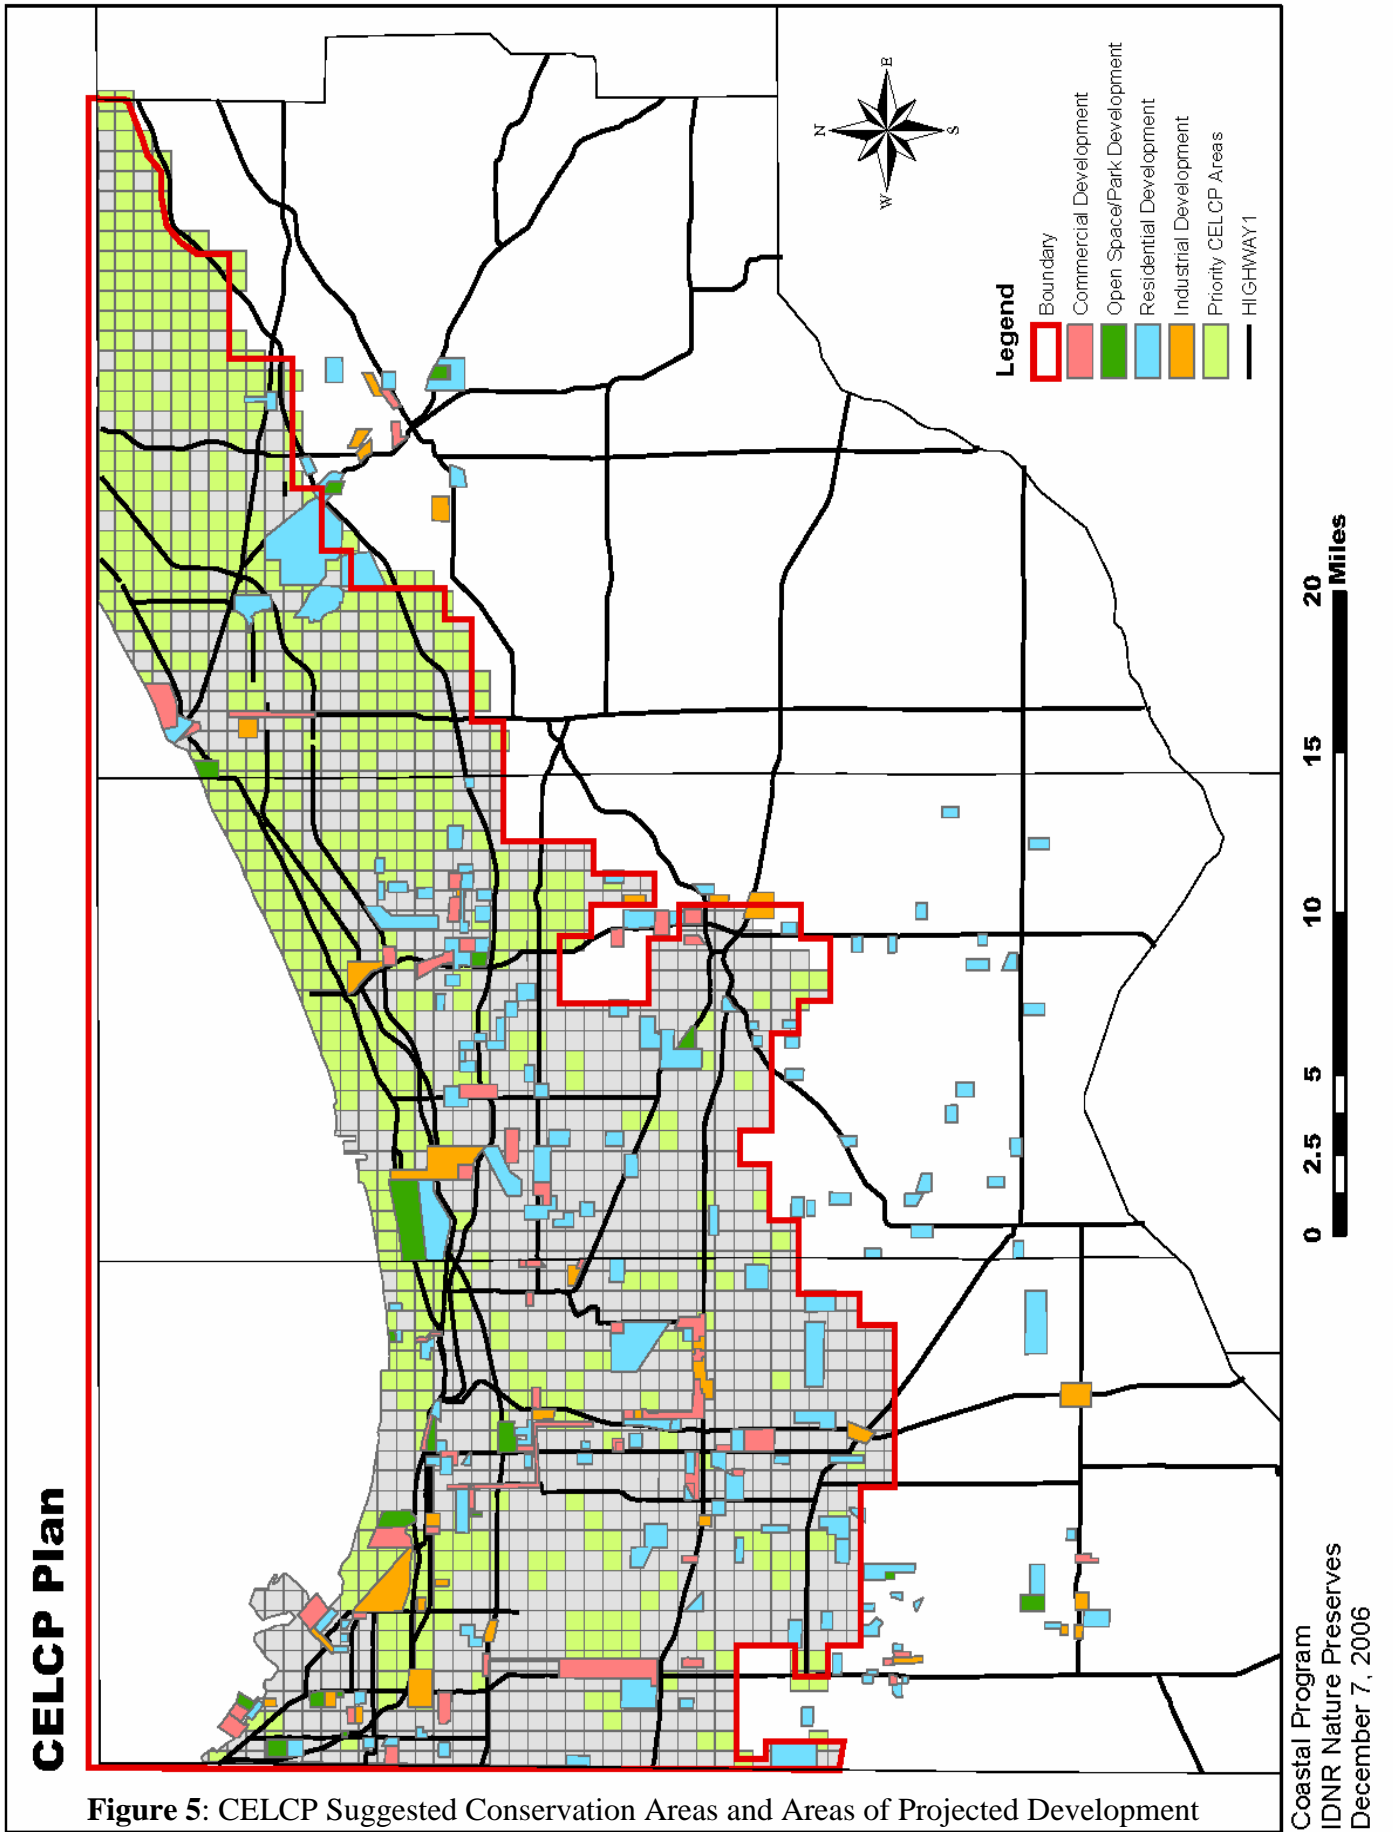 CELCP Plan
N
E
S
W
Legend
Boundary
Commercial Development
Open Space/Park Development
Residential Development
Industrial Development
Priority CELCP Areas
HIGHWAY1
0 2.5 5 10 15 20
Miles
Coastal Program
IDNR Nature Preserves
December 7, 2006
Figure 5: CELCP Suggested Conservation Areas and Areas of Projected Development